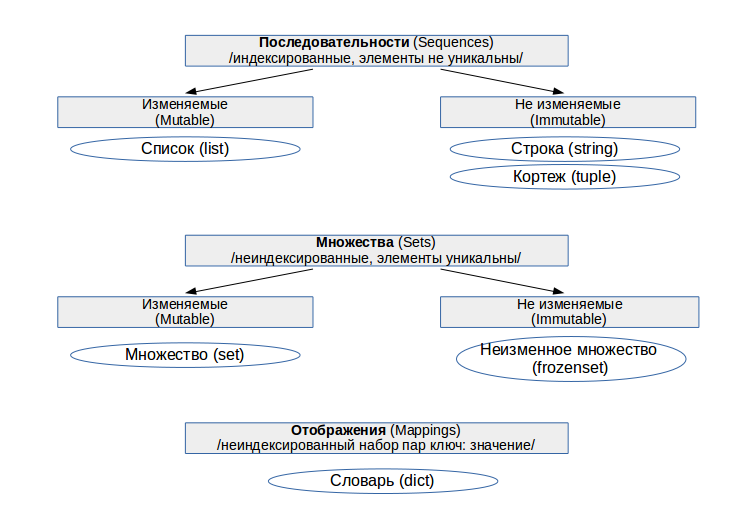 Последовательности (Sequences)
/индексированные, элементы не уникальны/
Изменяемые
(Mutable)
Не изменяемые
(Immutable)
Список (list)
Строка (string)
Кортеж (tuple)
Множества (Sets)
/неиндексированные, элементы уникальны/
Изменяемые
(Mutable)
Не изменяемые
(Immutable)
Множество (set)
Неизменное множество
(frozenset)
Отображения (Mappings)
/неиндексированный набор пар ключ: значение/
Словарь (dict)